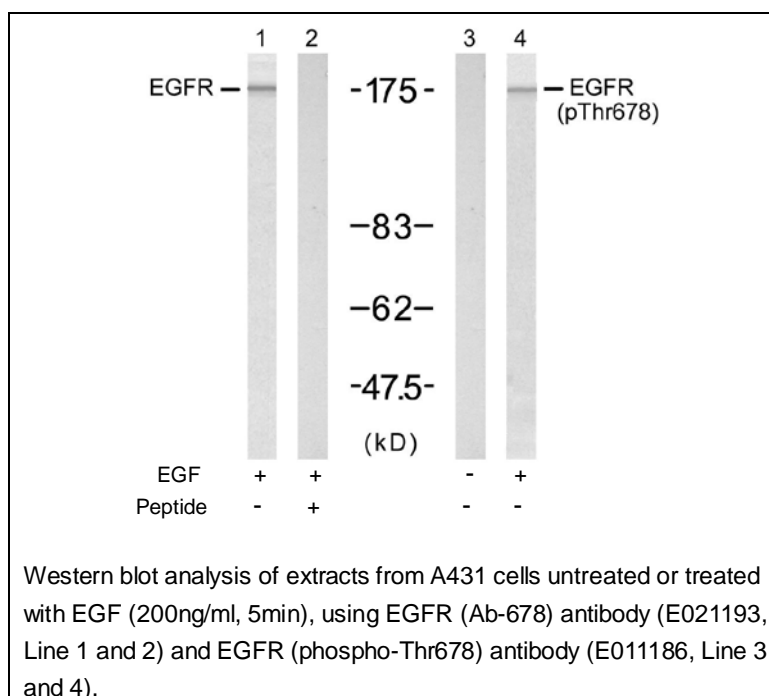 1 2 3 4
EGFR – -175- – EGFR
(pThr678)
–83–
–62–
-47.5-
(kD)
EGF + + - +
Peptide - + - -
Western blot analysis of extracts from A431 cells untreated or treated
with EGF (200ng/ml, 5min), using EGFR (Ab-678) antibody (E021193,
Line 1 and 2) and EGFR (phospho-Thr678) antibody (E011186, Line 3
and 4).